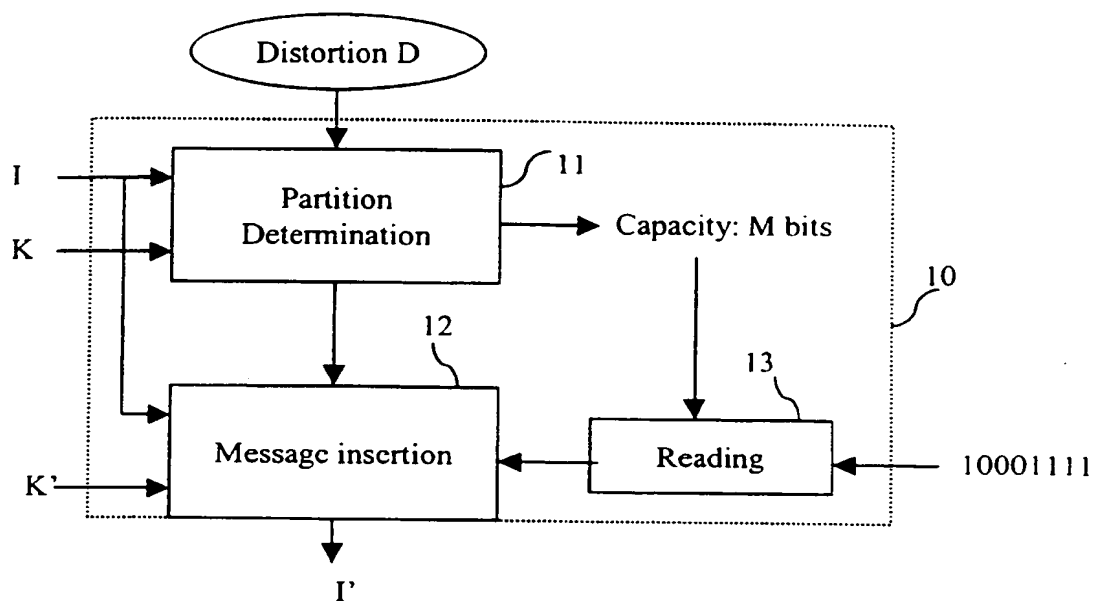 Distortion D
I
11
Partition
Determination
Capacity: M bits
K
10
12
13
Message insertion
Reading
10001111
K'
I'